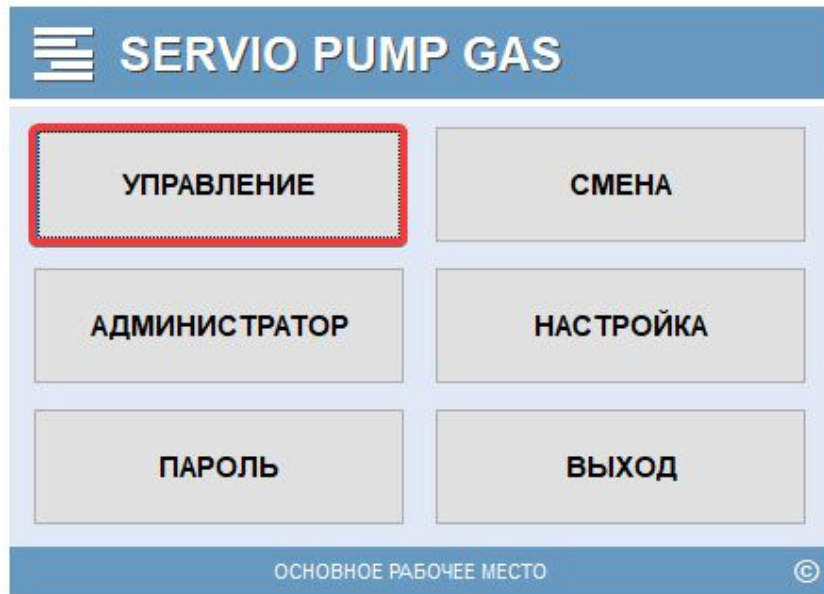 SERVIO PUMP GAS
УПРАВЛЕНИЕ
СМЕНА
АДМИНИСТРАТОР
НАСТРОЙКА
ПАРОЛЬ
ВЫХОД
ОСНОВНОЕ РАБОЧЕЕ МЕСТО ©